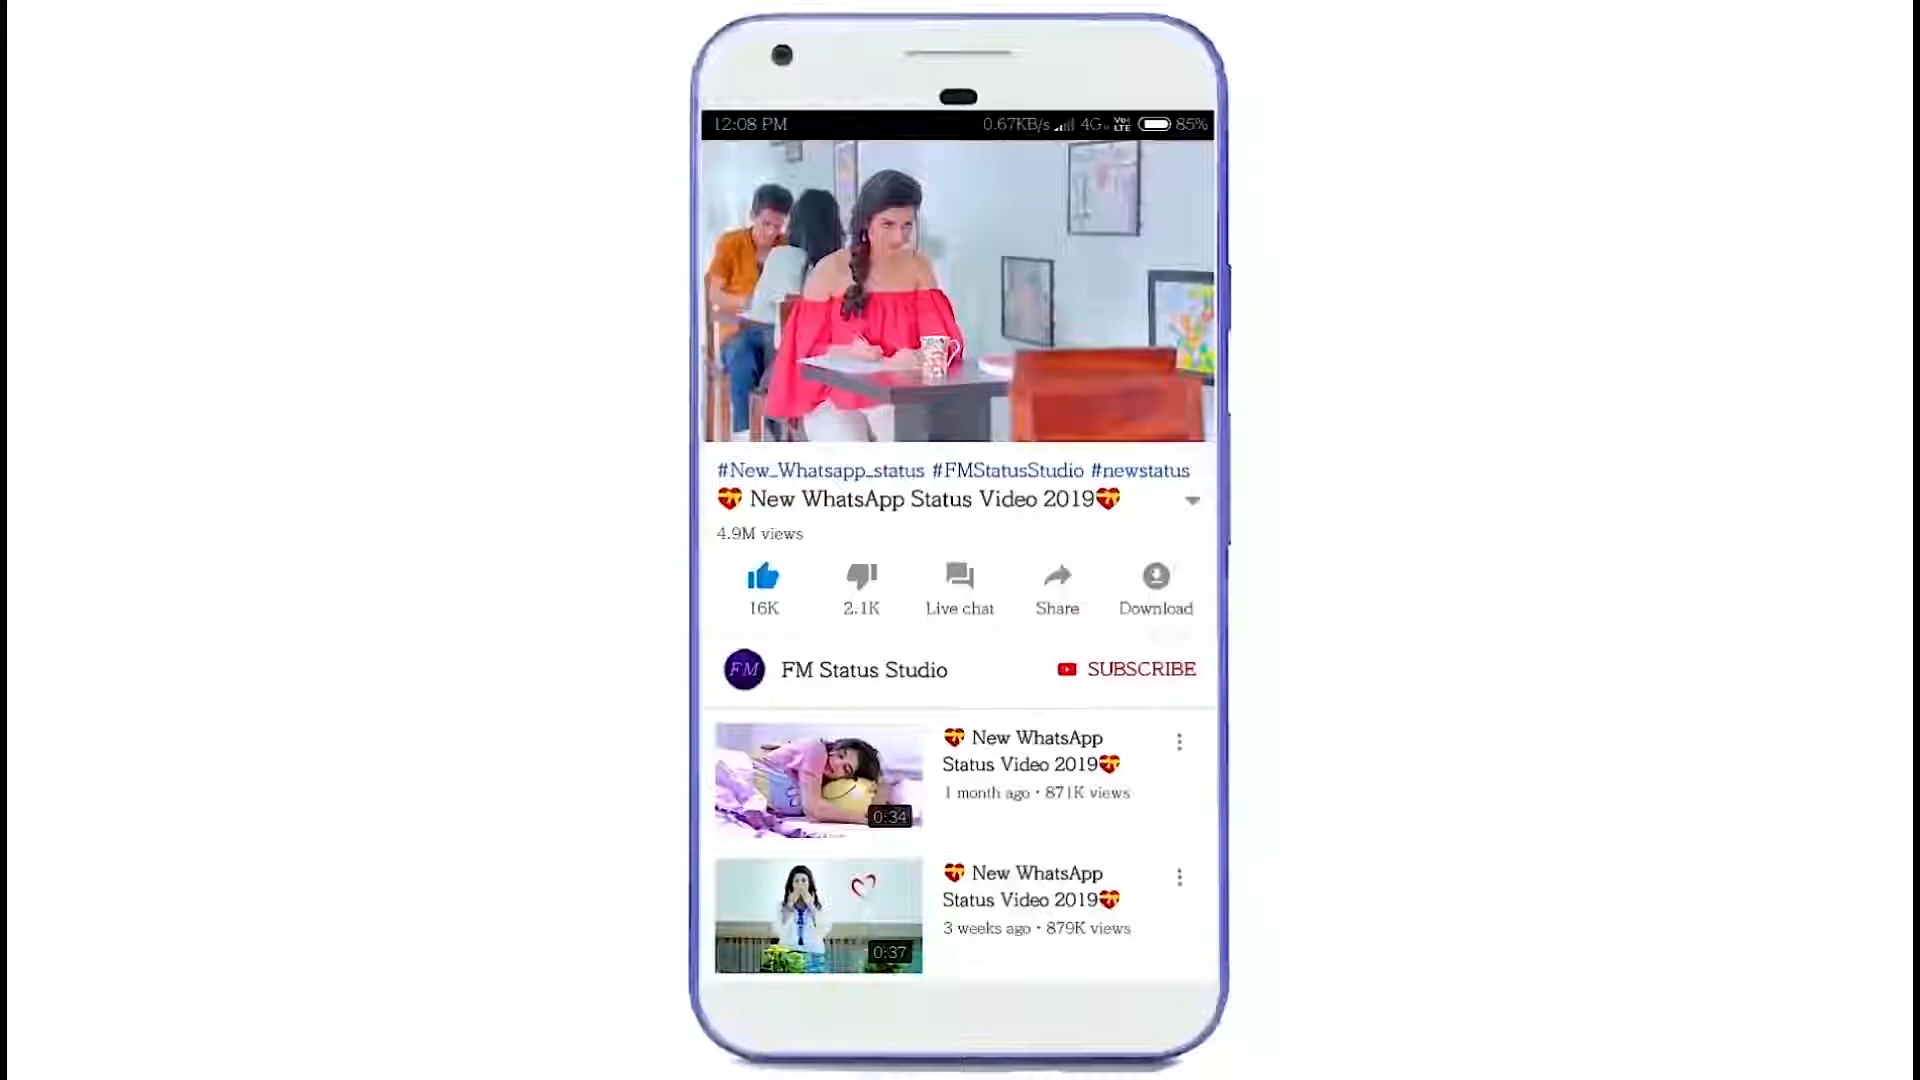 12:08 PM 0.67KB/s 4G Vo LTE 85%
#New_Whatsapp_status #FMStatusStudio #newstatus
💝 New WhatsApp Status Video 2019💝
4.9M views
16K 2.1K Live chat Share Download
FM FM Status Studio SUBSCRIBE
💝 New WhatsApp
Status Video 2019💝
1 month ago • 871K views
0:34
💝 New WhatsApp
Status Video 2019💝
3 weeks ago • 879K views
0:37